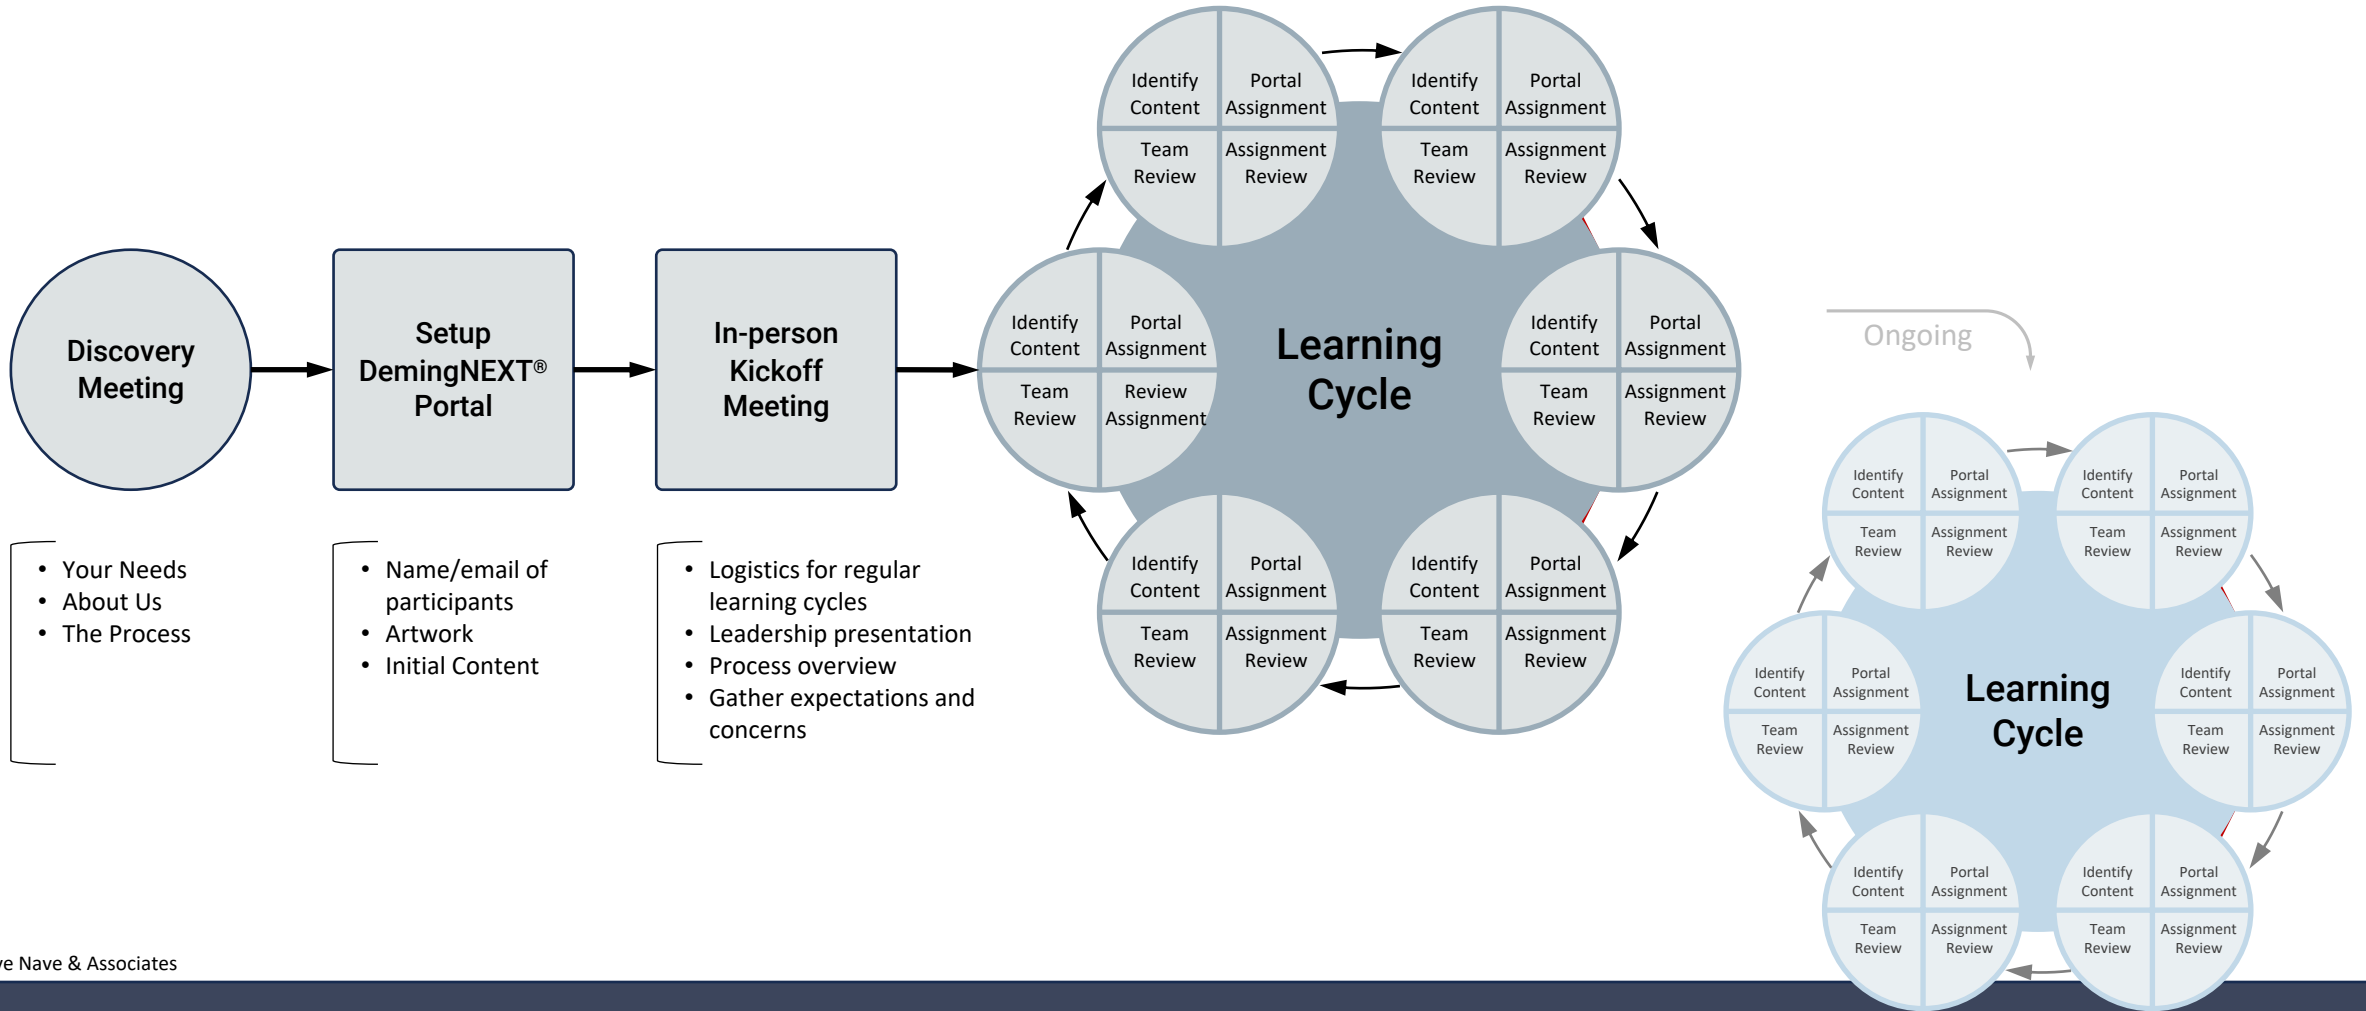 Discovery
Meeting
• Your Needs
• About Us
• The Process
Setup
DemingNEXT®
Portal
• Name/email of
participants
• Artwork
• Initial Content
In-person
Kickoff
Meeting
• Logistics for regular
learning cycles
• Leadership presentation
• Process overview
• Gather expectations and
concerns
Learning
Cycle
Identify
Content
Portal
Assignment
Team
Review
Assignment
Review
Identify
Content
Portal
Assignment
Team
Review
Assignment
Review
Identify
Content
Portal
Assignment
Team
Review
Review
Assignment
Identify
Content
Portal
Assignment
Team
Review
Assignment
Review
Identify
Content
Portal
Assignment
Team
Review
Assignment
Review
Identify
Content
Portal
Assignment
Team
Review
Assignment
Review
Ongoing
Learning
Cycle
Identify
Content
Portal
Assignment
Team
Review
Assignment
Review
Identify
Content
Portal
Assignment
Team
Review
Assignment
Review
Identify
Content
Portal
Assignment
Team
Review
Assignment
Review
Identify
Content
Portal
Assignment
Team
Review
Assignment
Review
Identify
Content
Portal
Assignment
Team
Review
Assignment
Review
Identify
Content
Portal
Assignment
Team
Review
Assignment
Review
Nave & Associates